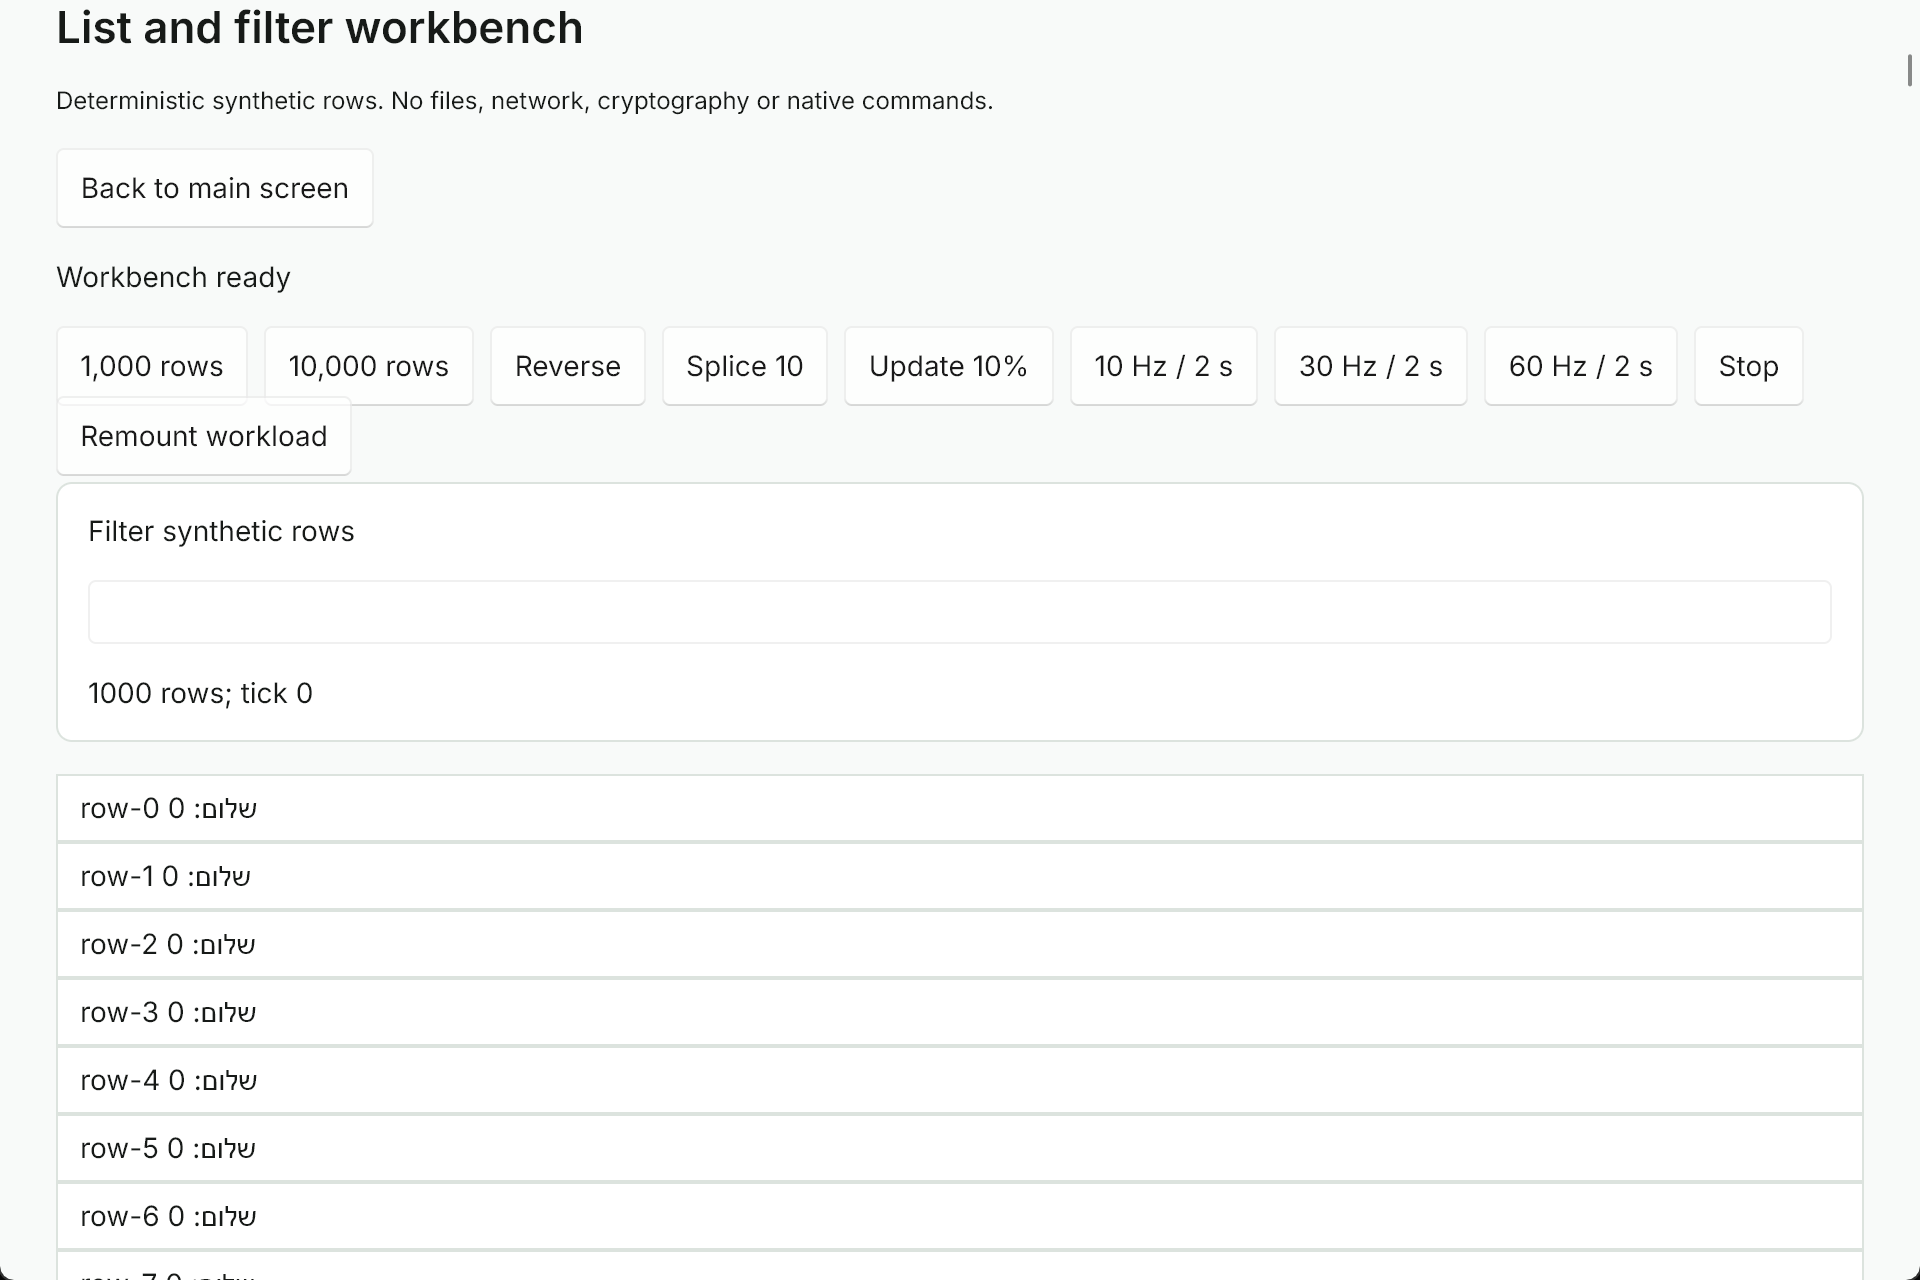 List and filter workbench
Deterministic synthetic rows. No files, network, cryptography or native commands.
Back to main screen
Workbench ready
1,000 rows 10,000 rows Reverse Splice 10 Update 10% 10 Hz / 2 s 30 Hz / 2 s 60 Hz / 2 s Stop
Remount workload
Filter synthetic rows
1000 rows; tick 0
row-0 שלום: 0
row-1 שלום: 0
row-2 שלום: 0
row-3 שלום: 0
row-4 שלום: 0
row-5 שלום: 0
row-6 שלום: 0